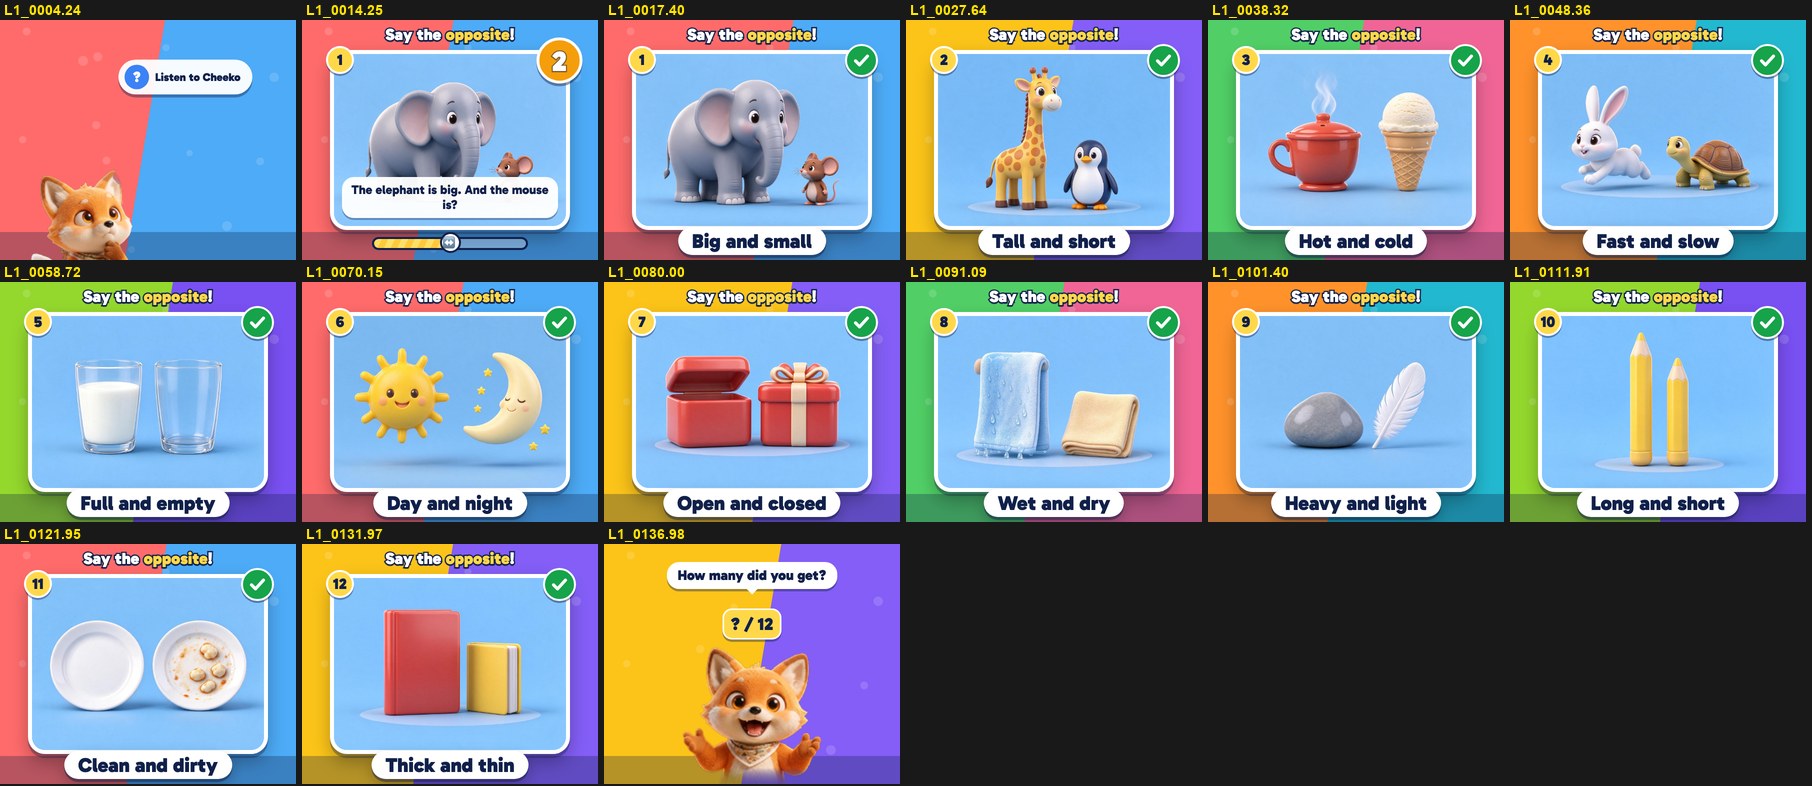 L1_0004.24
? Listen to Cheeko
L1_0014.25
Say the opposite!
1
2
The elephant is big. And the mouse
is?
L1_0017.40
Say the opposite!
1
Big and small
L1_0027.64
Say the opposite!
2
Tall and short
L1_0038.32
Say the opposite!
3
Hot and cold
L1_0048.36
Say the opposite!
4
Fast and slow
L1_0058.72
Say the opposite!
5
Full and empty
L1_0070.15
Say the opposite!
6
Day and night
L1_0080.00
Say the opposite!
7
Open and closed
L1_0091.09
Say the opposite!
8
Wet and dry
L1_0101.40
Say the opposite!
9
Heavy and light
L1_0111.91
Say the opposite!
10
Long and short
L1_0121.95
Say the opposite!
11
Clean and dirty
L1_0131.97
Say the opposite!
12
Thick and thin
L1_0136.98
How many did you get?
? / 12